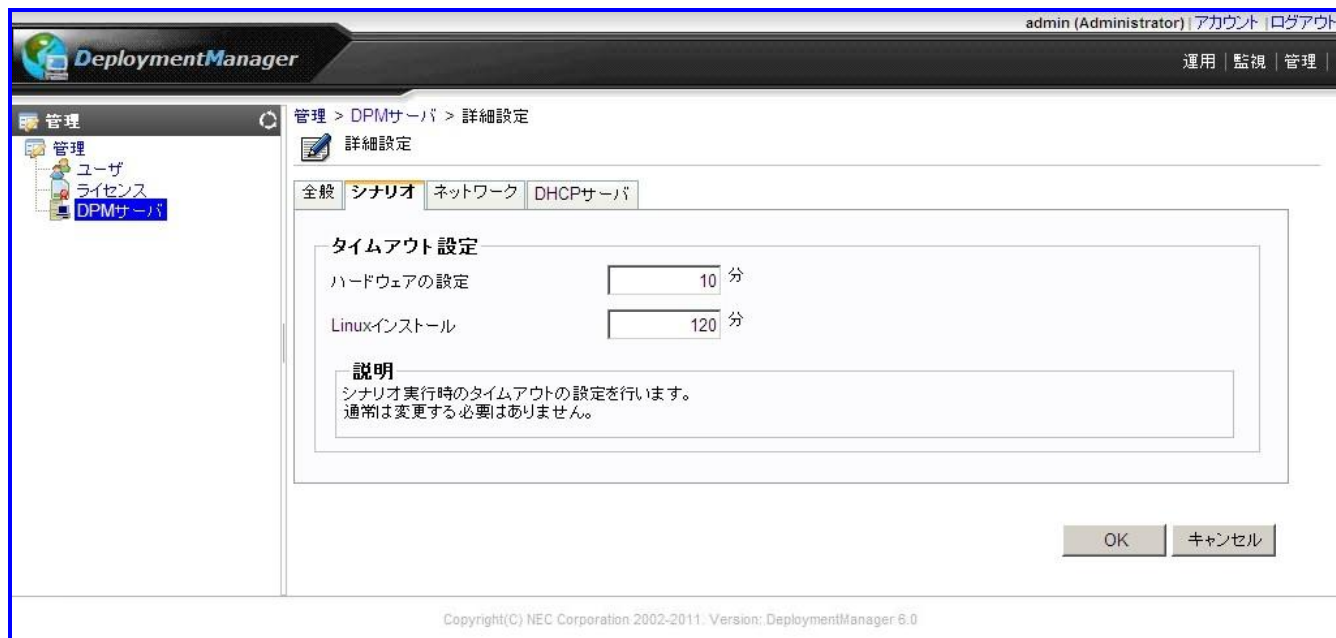 admin (Administrator) | アカウント | ログアウト
DeploymentManager
運用 | 監視 | 管理 |
管理
管理
ユーザ
ライセンス
DPMサーバ
管理 > DPMサーバ > 詳細設定
詳細設定
全般 シナリオ ネットワーク DHCPサーバ
タイムアウト設定
ハードウェアの設定 10 分
Linuxインストール 120 分
説明
シナリオ実行時のタイムアウトの設定を行います。
通常は変更する必要はありません。
OK キャンセル
Copyright(C) NEC Corporation 2002-2011. Version: DeploymentManager 6.0